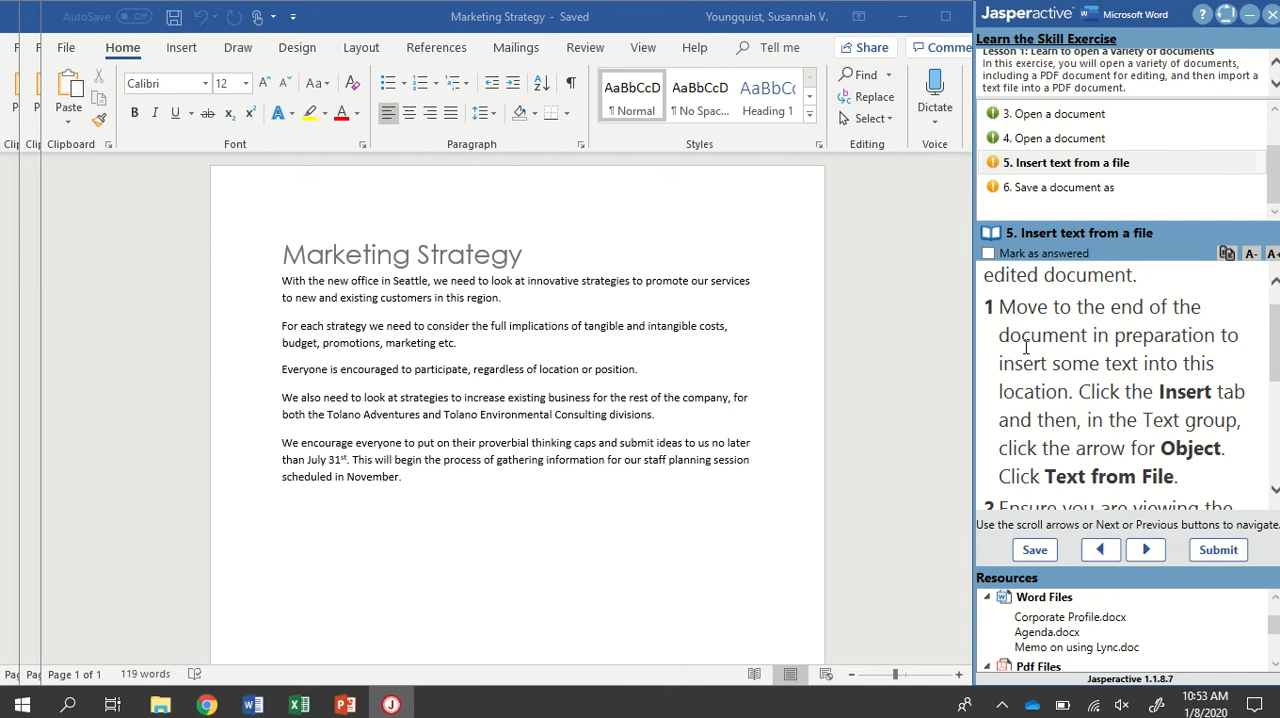 AutoSave Off
Marketing Strategy - Saved
Youngquist, Susannah V.
File Home Insert Draw Design Layout References Mailings Review View Help Tell me Share Comme
Calibri 12 Aa
Paste
B I U ab x₂ x² A A
AaBbCcD AaBbCcD AaBbCc
¶ Normal ¶ No Spac... Heading 1
Find
Replace
Select
Dictate
Clip Clip Clipboard Font Paragraph Styles Editing Voice
Marketing Strategy
With the new office in Seattle, we need to look at innovative strategies to promote our services
to new and existing customers in this region.
For each strategy we need to consider the full implications of tangible and intangible costs,
budget, promotions, marketing etc.
Everyone is encouraged to participate, regardless of location or position.
We also need to look at strategies to increase existing business for the rest of the company, for
both the Tolano Adventures and Tolano Environmental Consulting divisions.
We encourage everyone to put on their proverbial thinking caps and submit ideas to us no later
than July 31st. This will begin the process of gathering information for our staff planning session
scheduled in November.
Pag Pag Page 1 of 1 119 words
Jasperactive Microsoft Word
Learn the Skill Exercise
Lesson 1: Learn to open a variety of documents
In this exercise, you will open a variety of documents,
including a PDF document for editing, and then import a
text file into a PDF document.
3. Open a document
4. Open a document
5. Insert text from a file
6. Save a document as
5. Insert text from a file
Mark as answered A- A+
edited document.
1 Move to the end of the
document in preparation to
insert some text into this
location. Click the Insert tab
and then, in the Text group,
click the arrow for Object.
Click Text from File.
2 Ensure you are viewing the
Use the scroll arrows or Next or Previous buttons to navigate.
Save Submit
Resources
Word Files
Corporate Profile.docx
Agenda.docx
Memo on using Lync.doc
Pdf Files
Jasperactive 1.1.8.7
10:53 AM
1/8/2020